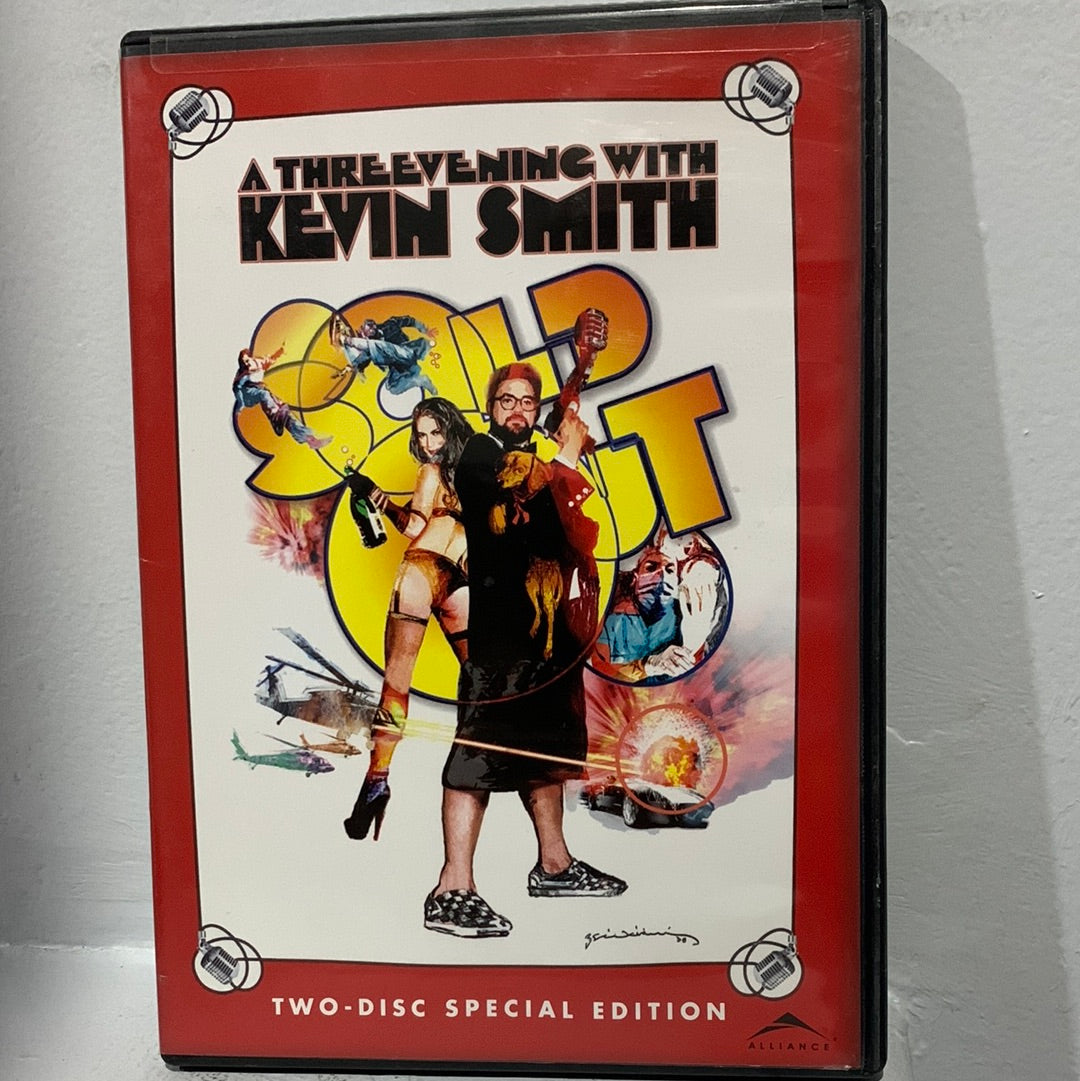 A THREEVENING WITH
KEVIN SMITH
SOLD
OUT
TWO-DISC SPECIAL EDITION
ALLIANCE